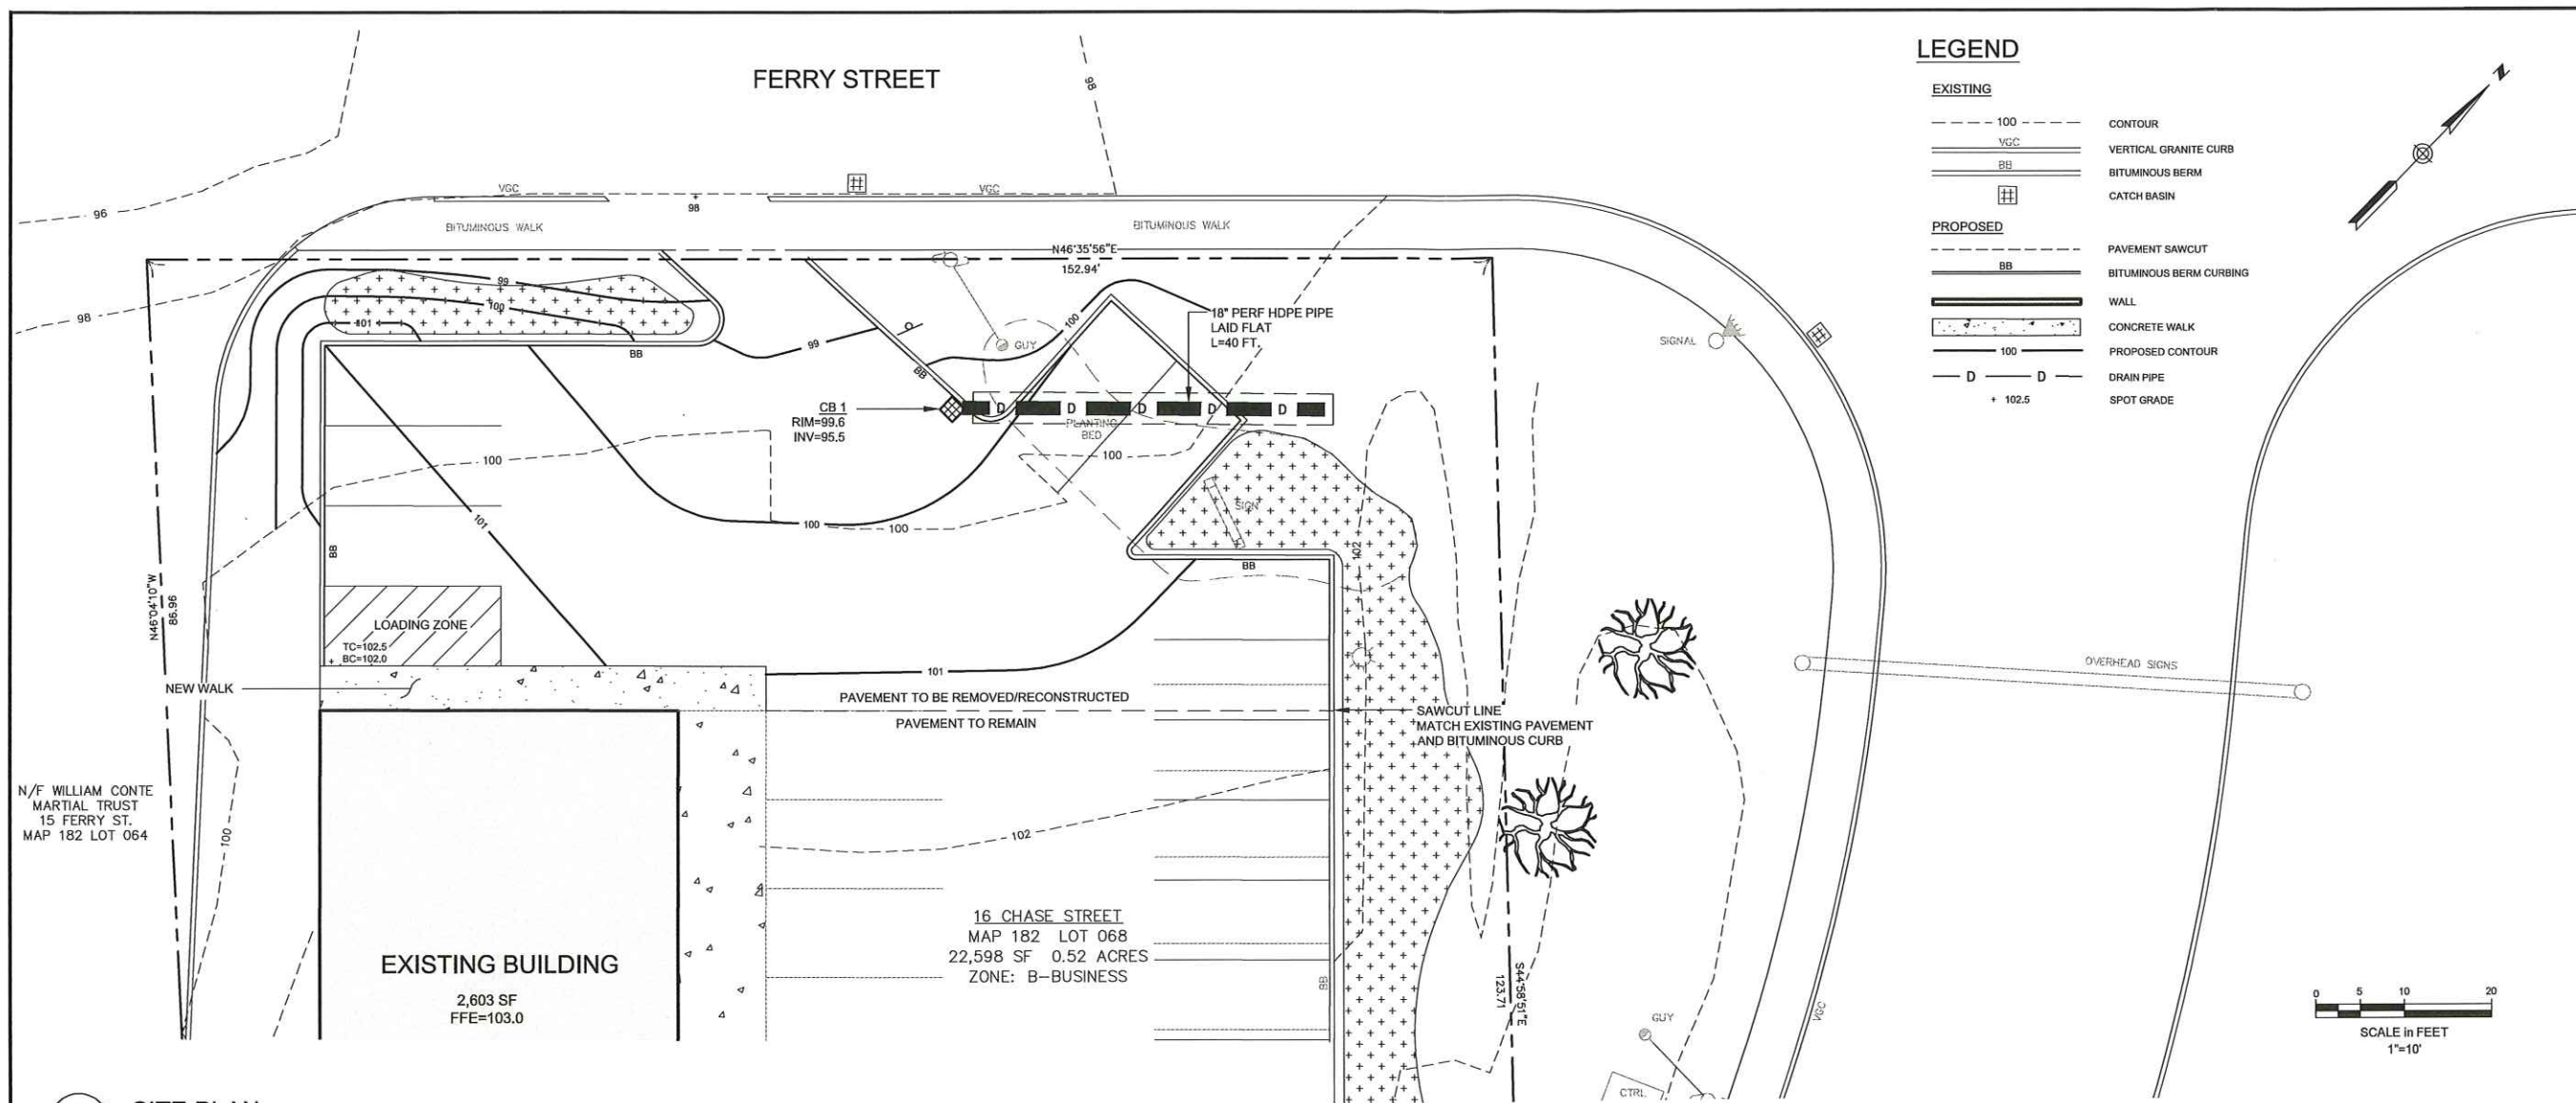 FERRY STREET
LEGEND
EXISTING
100
CONTOUR
VGC
VERTICAL GRANITE CURB
BB
BITUMINOUS BERM
CATCH BASIN
PROPOSED
PAVEMENT SAWCUT
BB
BITUMINOUS BERM CURBING
WALL
CONCRETE WALK
100
PROPOSED CONTOUR
D D
DRAIN PIPE
+ 102.5
SPOT GRADE
N
98
96
98
VGC
98
VGC
BITUMINOUS WALK
BITUMINOUS WALK
N46°35'56"E
152.94'
99
100
101
BB
99
GUY
100
BB
18" PERF HDPE PIPE
LAID FLAT
L=40 FT.
SIGNAL
CB 1
RIM=99.6
INV=95.5
D D D D D
PLANTING
BED
100
100
101
100
100
SIGN
102
BB
BB
N46°04'10"W
86.96
LOADING ZONE
TC=102.5
+ BC=102.0
NEW WALK
101
PAVEMENT TO BE REMOVED/RECONSTRUCTED
PAVEMENT TO REMAIN
SAWCUT LINE
MATCH EXISTING PAVEMENT
AND BITUMINOUS CURB
OVERHEAD SIGNS
N/F WILLIAM CONTE
MARTIAL TRUST
15 FERRY ST.
MAP 182 LOT 064
100
102
16 CHASE STREET
MAP 182 LOT 068
22,598 SF 0.52 ACRES
ZONE: B-BUSINESS
EXISTING BUILDING
2,603 SF
FFE=103.0
BB
S44°58'51"E
123.71
GUY
VGC
CTRL
0 5 10 20
SCALE in FEET
1"=10'
SITE PLAN